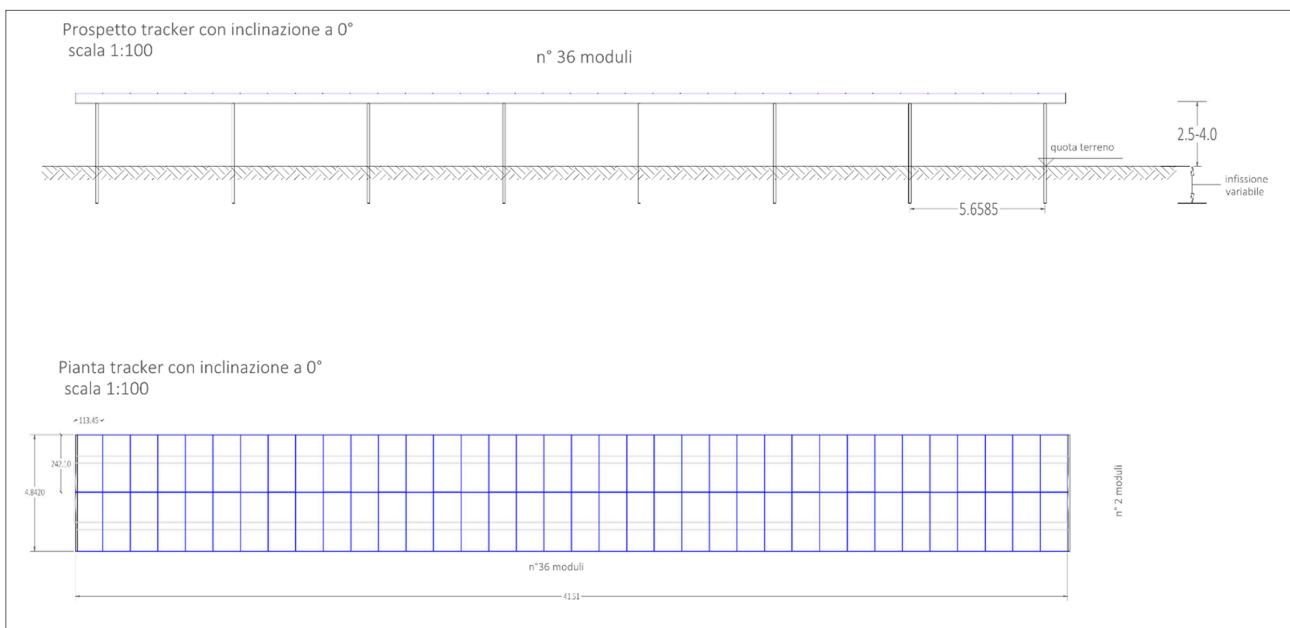 Prospetto tracker con inclinazione a 0°
scala 1:100
n° 36 moduli
2.5-4.0
quota terreno
infissione
variabile
5.6585
Pianta tracker con inclinazione a 0°
scala 1:100
113.45
242.10
4.8420
n° 2 moduli
n°36 moduli
41.51